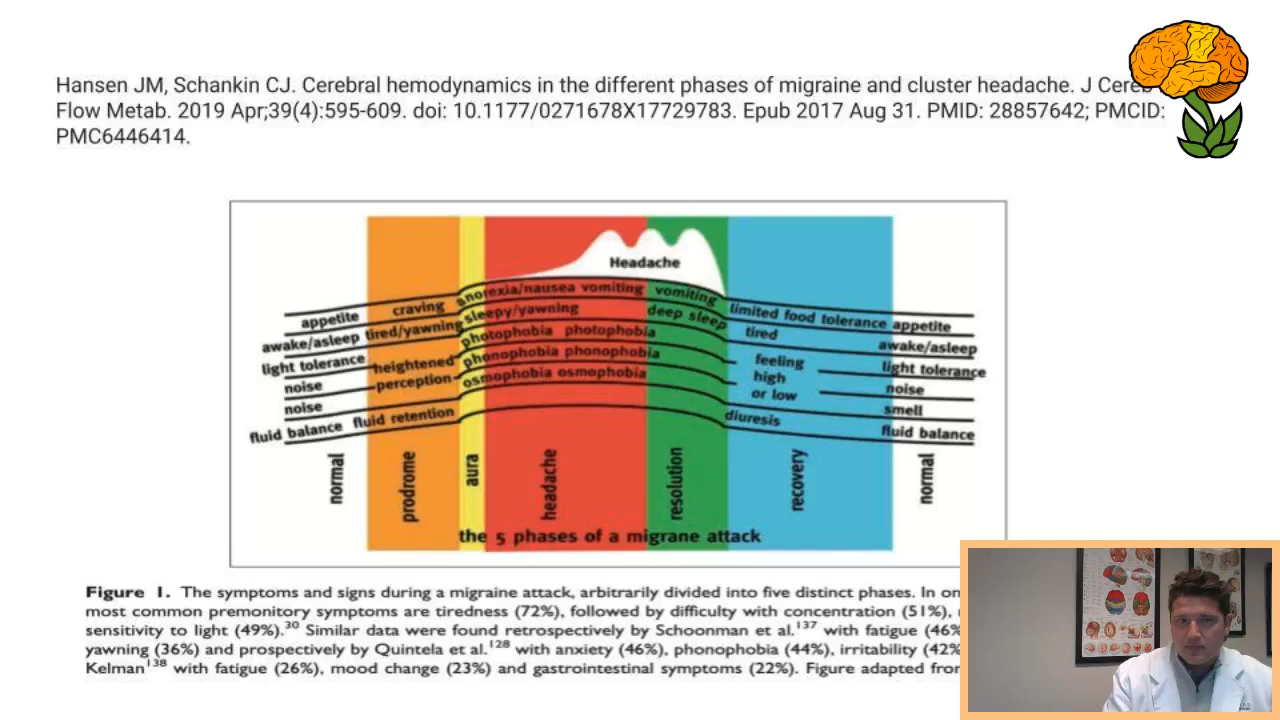 Hansen JM, Schankin CJ. Cerebral hemodynamics in the different phases of migraine and cluster headache. J Cereb
Flow Metab. 2019 Apr;39(4):595-609. doi: 10.1177/0271678X17729783. Epub 2017 Aug 31. PMID: 28857642; PMCID:
PMC6446414.
Headache
appetite craving anorexia/nausea vomiting vomiting limited food tolerance appetite
awake/asleep tired/yawning sleepy/yawning deep sleep tired awake/asleep
light tolerance heightened photophobia photophobia feeling light tolerance
noise perception phonophobia phonophobia high noise
noise osmophobia osmophobia or low smell
fluid balance fluid retention diuresis fluid balance
normal prodrome aura headache resolution recovery normal
the 5 phases of a migrane attack
Figure 1. The symptoms and signs during a migraine attack, arbitrarily divided into five distinct phases. In
most common premonitory symptoms are tiredness (72%), followed by difficulty with concentration (51%),
sensitivity to light (49%).30 Similar data were found retrospectively by Schoonman et al.137 with fatigue (46%
yawning (36%) and prospectively by Quintela et al.128 with anxiety (46%), phonophobia (44%), irritability (42%
Kelman138 with fatigue (26%), mood change (23%) and gastrointestinal symptoms (22%). Figure adapted